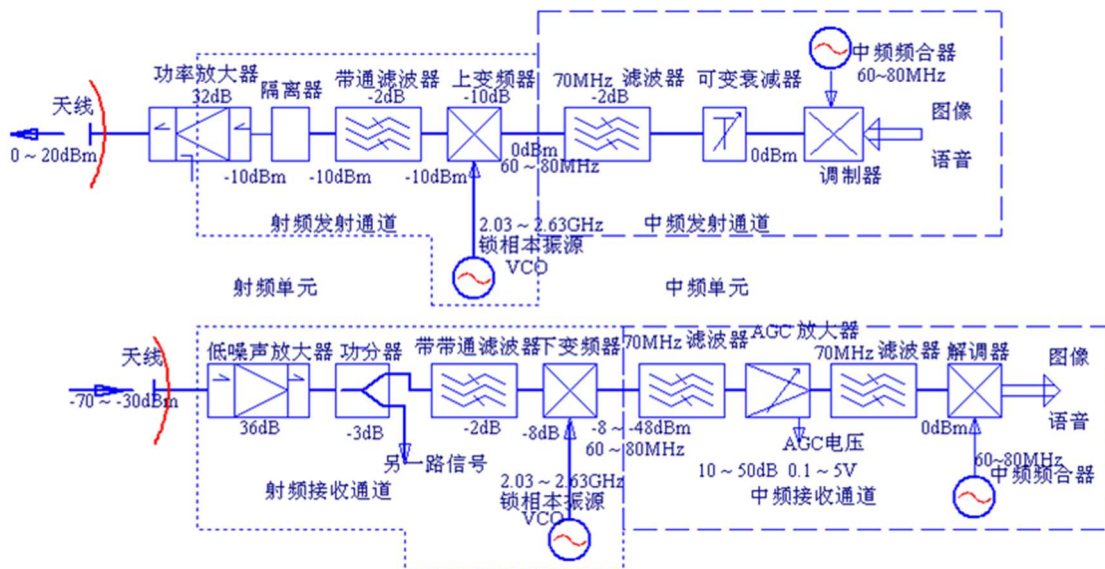 中频频合器
60~80MHz
功率放大器
32dB
隔离器
带通滤波器
-2dB
上变频器
-10dB
70MHz 滤波器
-2dB
可变衰减器
天线
图像
0～20dBm
0dBm
60～80MHz
0dBm
语音
-10dBm
-10dBm
-10dBm
调制器
射频发射通道
2.03～2.63GHz
中频发射通道
锁相本振源
VCO
射频单元
中频单元
天线
低噪声放大器
功分器
带带通滤波器
下变频器
70MHz 滤波器
AGC 放大器
70MHz 滤波器
解调器
图像
-70～-30dBm
36dB
-3dB
-2dB
-8dB
-8～-48dBm
60～80MHz
0dBm
语音
另一路信号
AGC电压
10～50dB 0.1～5V
60~80MHz
中频频合器
射频接收通道
2.03～2.63GHz
中频接收通道
锁相本振源
VCO